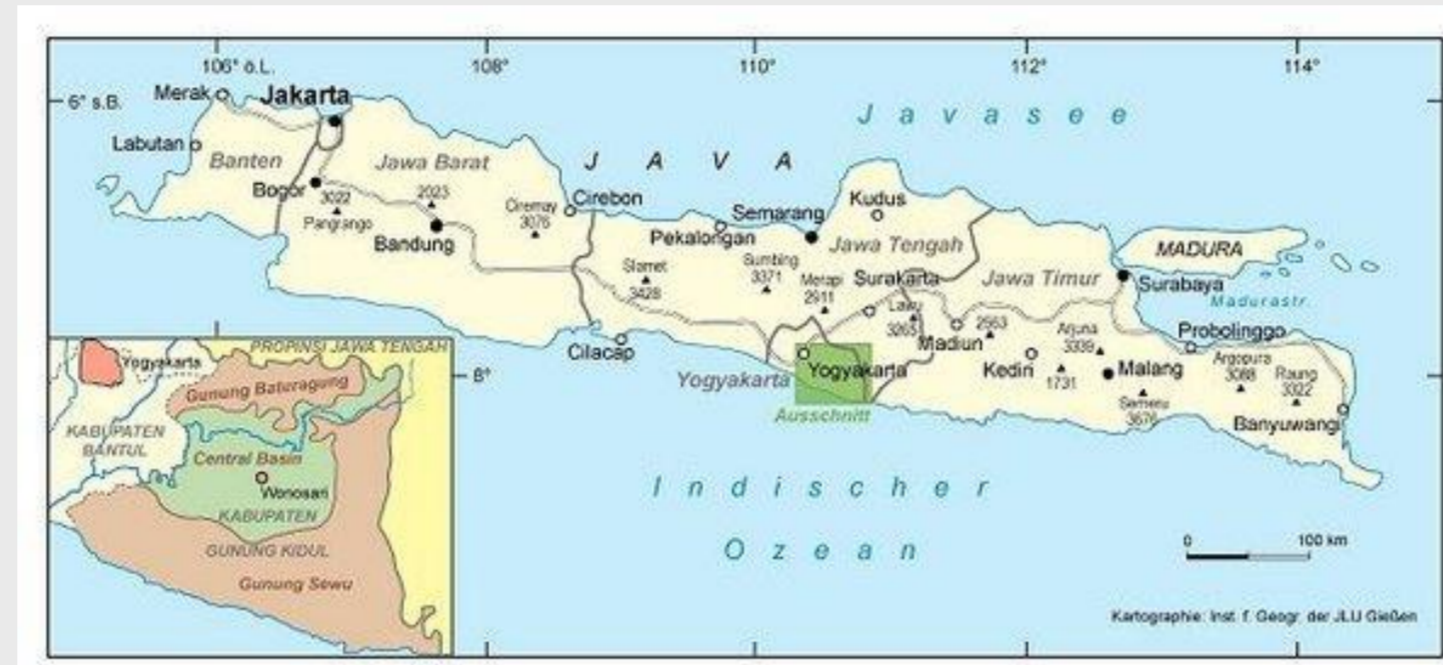 106° ö.L.
108°
110°
112°
114°
6° s.B.
Merak
Jakarta
Javasee
Labutan
Banten
Jawa Barat
JAVA
Bogor
3022
Pangrango
2023
Bandung
Ciremay
3076
Cirebon
Pekalongan
Semarang
Kudus
Jawa Tengah
Slamet
3428
Sumbing
3371
Merapi
2911
Surakarta
Lawu
3265
Jawa Timur
MADURA
Surabaya
Madurastr.
Cilacap
Madiun
2563
Kediri
1731
Arjuna
3339
Malang
Semeru
3676
Probolinggo
Argopura
3088
Raung
3322
Banyuwangi
8°
Yogyakarta
Yogyakarta
Ausschnitt
Indischer
Ozean
0
100 km
Kartographie: Inst. f. Geogr. der JLU Gießen
PROPINSI JAWA TENGAH
Yogyakarta
Gunung Baturagung
KABUPATEN
BANTUL
Central Basin
Wonosari
KABUPATEN
GUNUNG KIDUL
Gunung Sewu